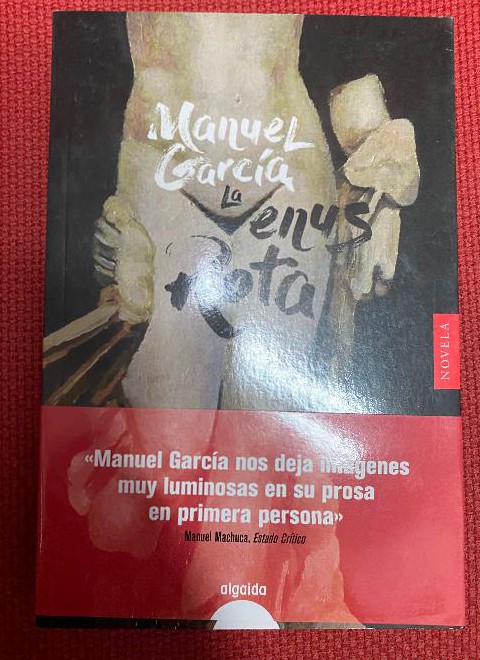 Manuel
García
La
Venus
Rota
NOVELA
«Manuel García nos deja imágenes
muy luminosas en su prosa
en primera persona»
Manuel Machuca, Estado Crítico
algaida